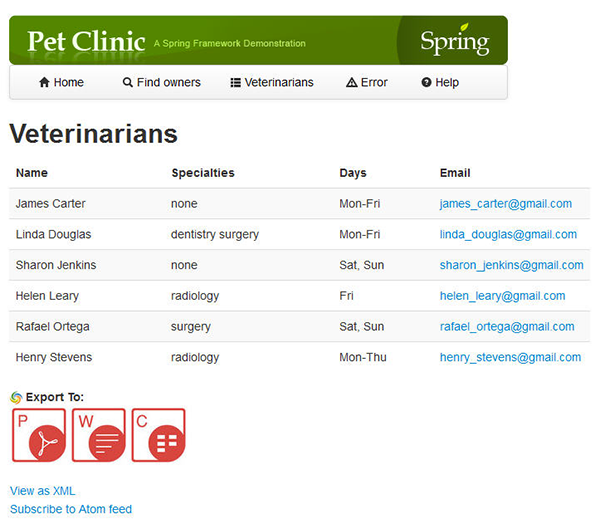 Pet Clinic A Spring Framework Demonstration Spring
Home Find owners Veterinarians Error Help
Veterinarians
Name Specialties Days Email
James Carter none Mon-Fri james_carter@gmail.com
Linda Douglas dentistry surgery Mon-Fri linda_douglas@gmail.com
Sharon Jenkins none Sat, Sun sharon_jenkins@gmail.com
Helen Leary radiology Fri helen_leary@gmail.com
Rafael Ortega surgery Sat, Sun rafael_ortega@gmail.com
Henry Stevens radiology Mon-Thu henry_stevens@gmail.com
Export To:
P W C
View as XML
Subscribe to Atom feed